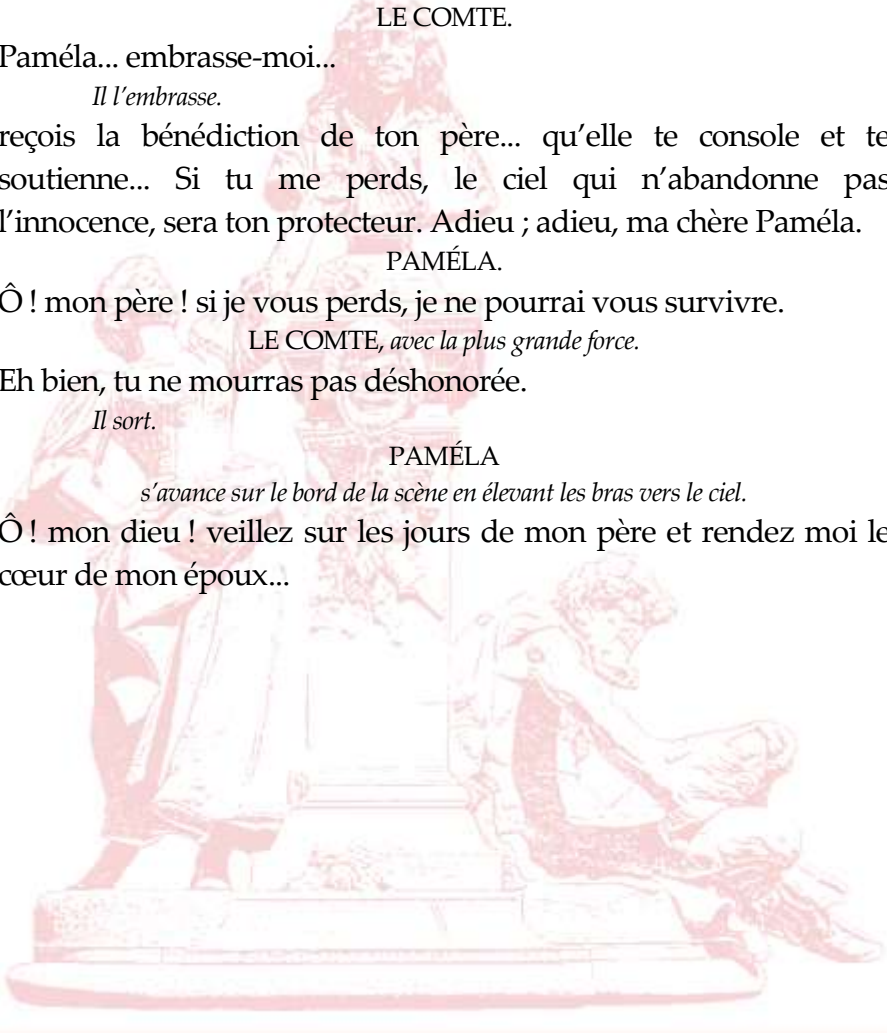 LE COMTE.
Paméla... embrasse-moi...
Il l'embrasse.
reçois la bénédiction de ton père... qu'elle te console et te
soutienne... Si tu me perds, le ciel qui n'abandonne pas
l'innocence, sera ton protecteur. Adieu ; adieu, ma chère Paméla.
PAMÉLA.
Ô ! mon père ! si je vous perds, je ne pourrai vous survivre.
LE COMTE, avec la plus grande force.
Eh bien, tu ne mourras pas déshonorée.
Il sort.
PAMÉLA
s'avance sur le bord de la scène en élevant les bras vers le ciel.
Ô ! mon dieu ! veillez sur les jours de mon père et rendez moi le
cœur de mon époux...